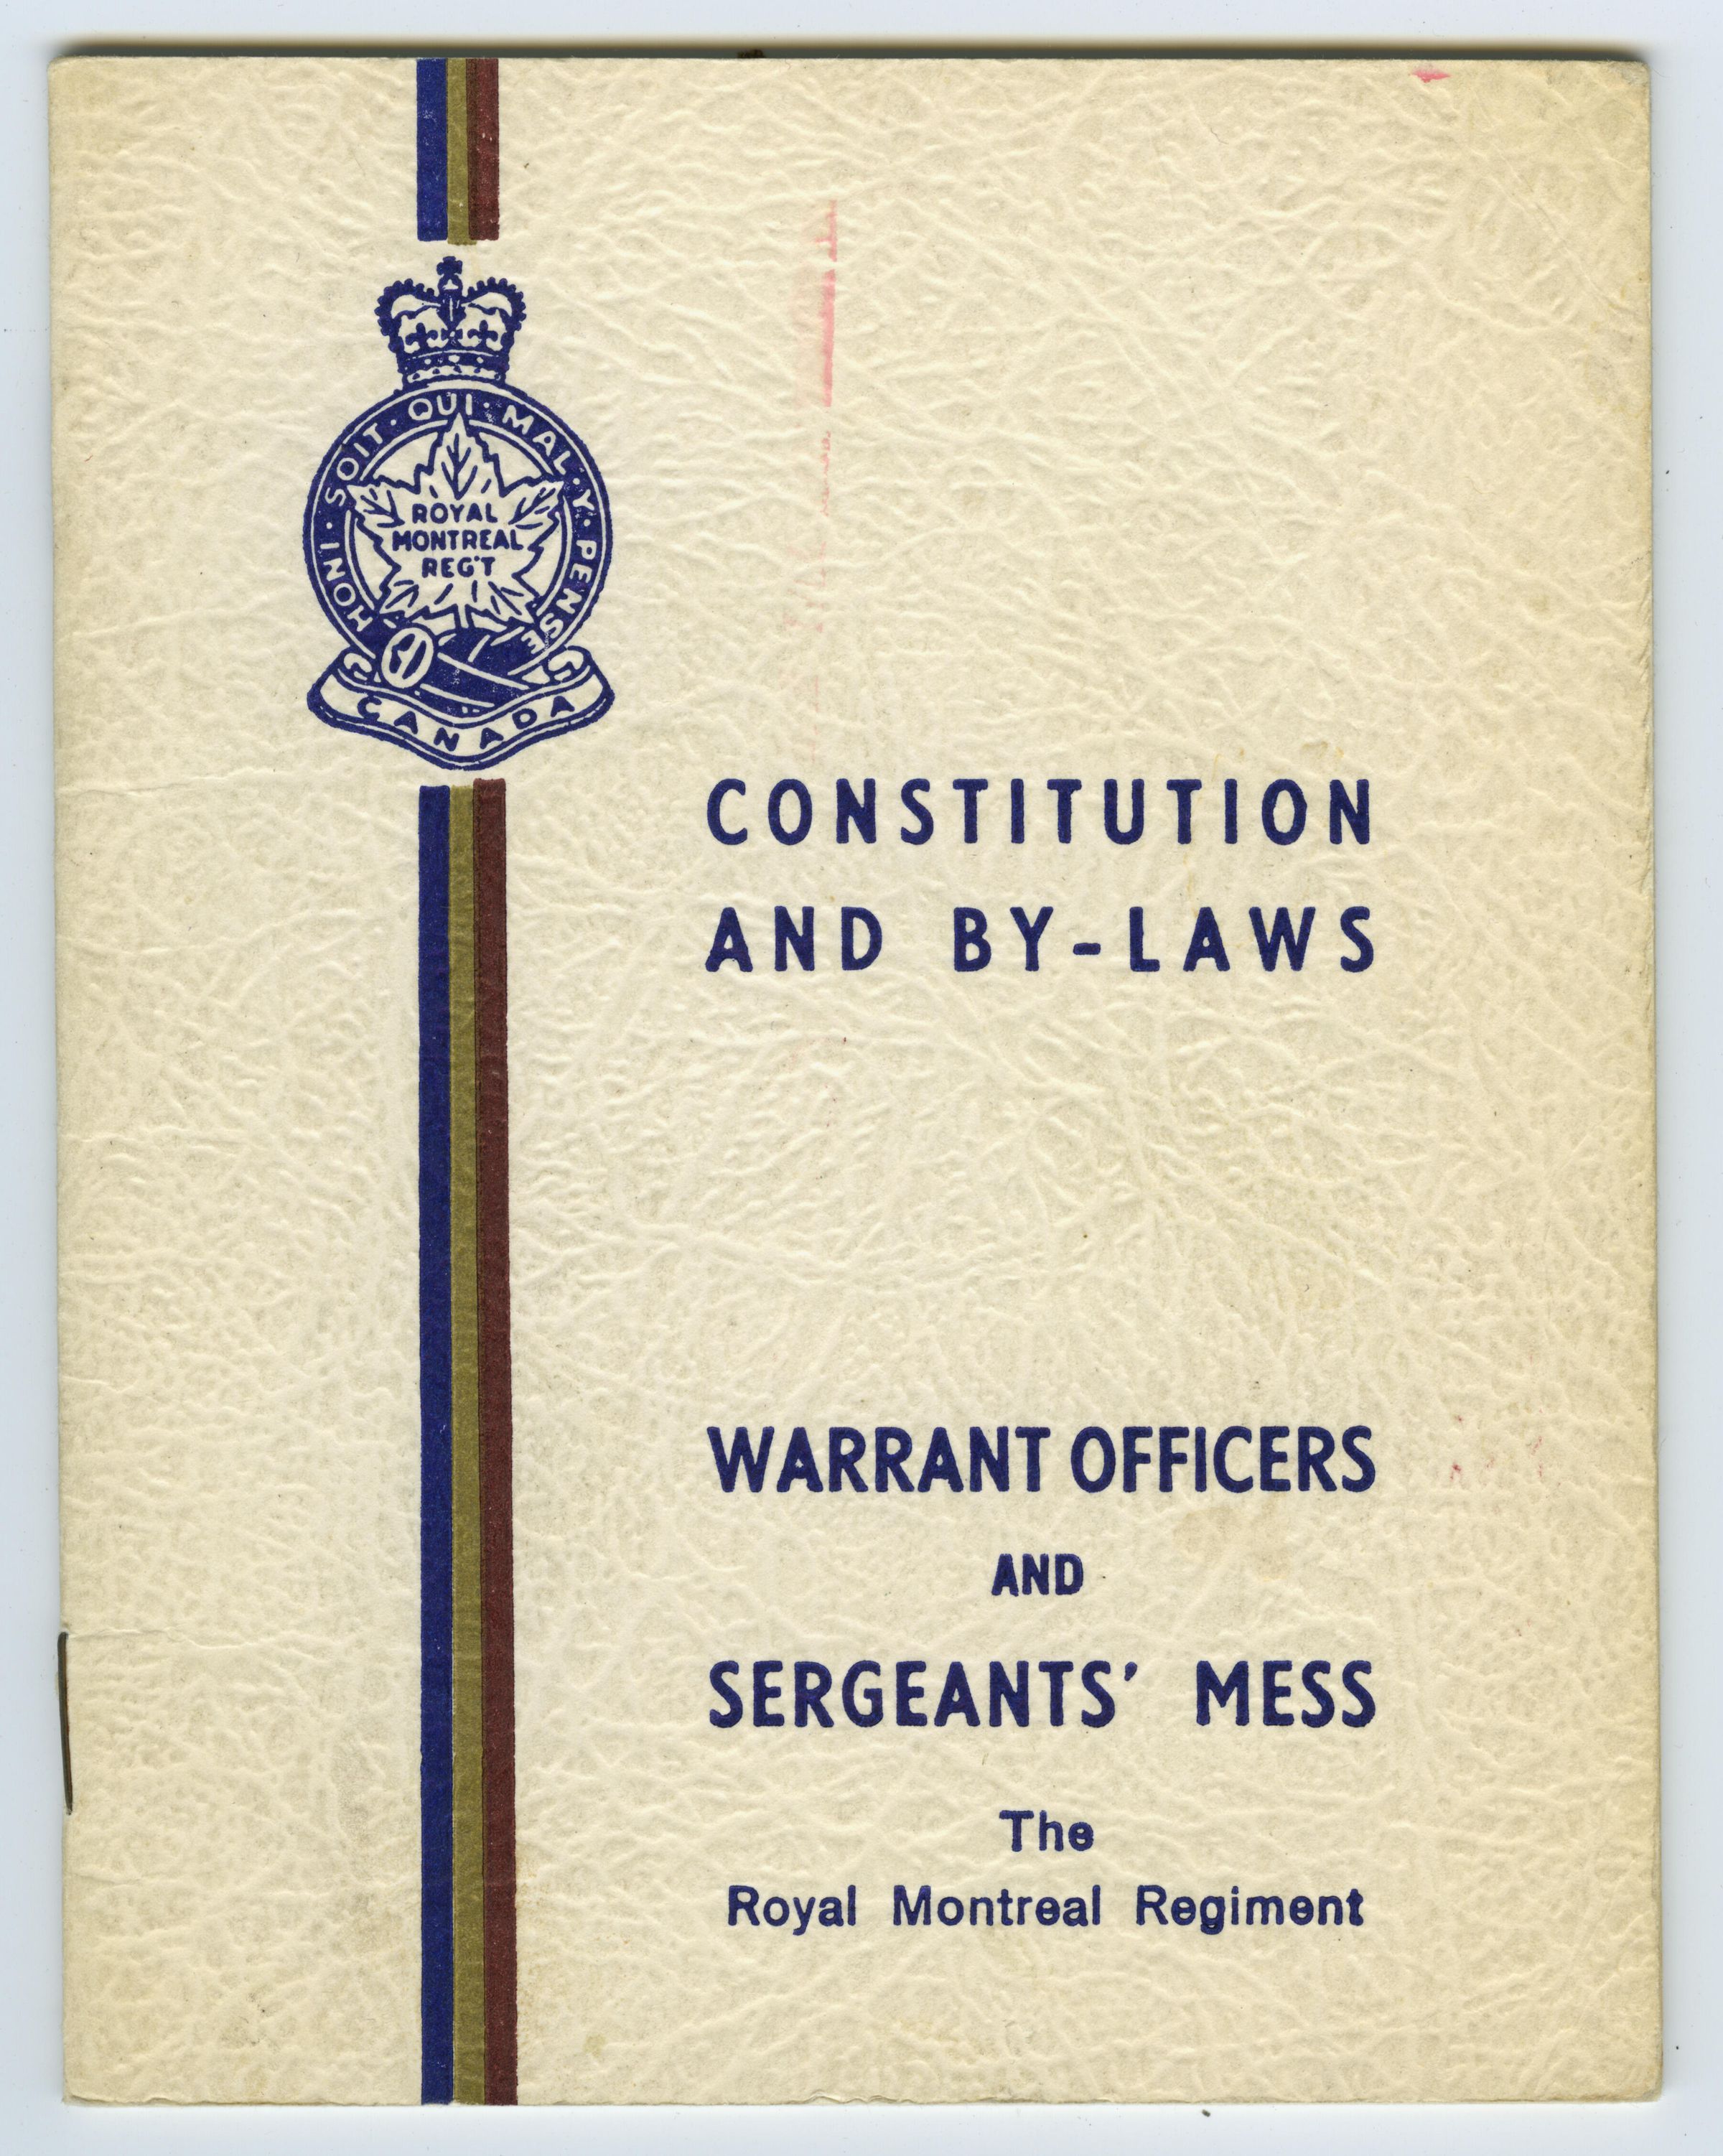 HONI · SOIT · QUI · MAL · Y · PENSE
ROYAL
MONTREAL
REG'T
CANADA
CONSTITUTION
AND BY-LAWS
WARRANT OFFICERS
AND
SERGEANTS' MESS
The
Royal Montreal Regiment